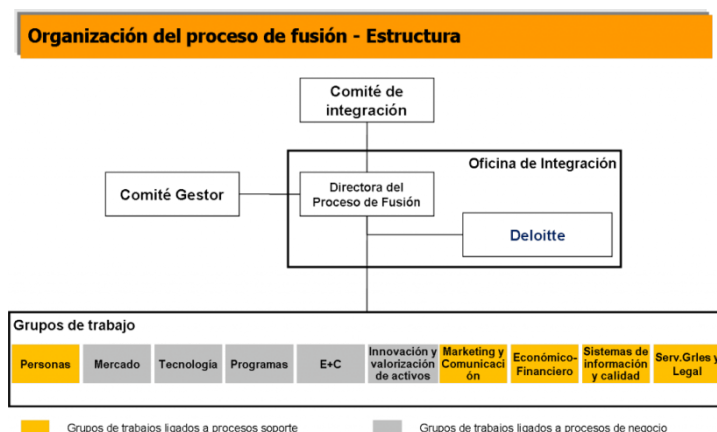 Organización del proceso de fusión - Estructura
Comité de
integración
Oficina de Integración
Comité Gestor
Directora del
Proceso de Fusión
Deloitte
Grupos de trabajo
Personas
Mercado
Tecnología
Programas
E+C
Innovación y
valorización
de activos
Marketing y
Comunicaci
ón
Económico-
Financiero
Sistemas de
información
y calidad
Serv.Grles y
Legal
Grupos de trabajos ligados a procesos soporte
Grupos de trabajos ligados a procesos de negocio